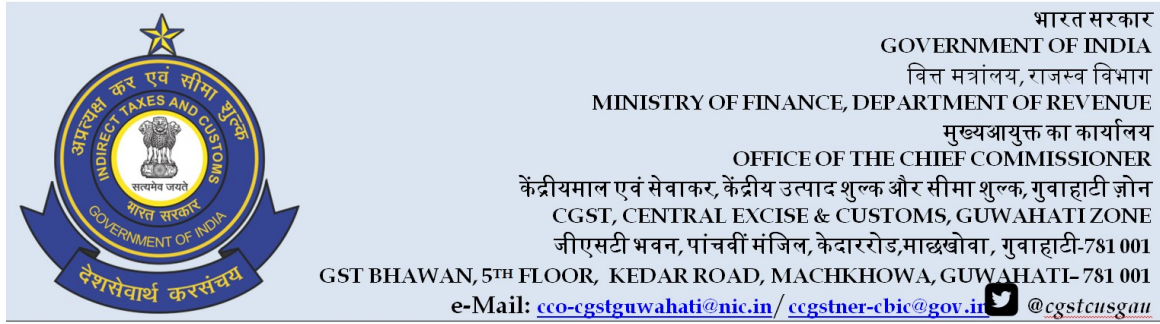 अप्रत्यक्ष कर एवं सीमा शुल्क
INDIRECT TAXES AND CUSTOMS
सत्यमेव जयते
भारत सरकार
GOVERNMENT OF INDIA
देशसेवार्थ करसंचय
भारत सरकार
GOVERNMENT OF INDIA
वित्त मत्रांलय, राजस्व विभाग
MINISTRY OF FINANCE, DEPARTMENT OF REVENUE
मुख्यआयुक्त का कार्यालय
OFFICE OF THE CHIEF COMMISSIONER
केंद्रीयमाल एवं सेवाकर, केंद्रीय उत्पाद शुल्क और सीमा शुल्क, गुवाहाटी ज़ोन
CGST, CENTRAL EXCISE & CUSTOMS, GUWAHATI ZONE
जीएसटी भवन, पांचवीं मंजिल, केदाररोड,माछखोवा, गुवाहाटी-781 001
GST BHAWAN, 5TH FLOOR, KEDAR ROAD, MACHKHOWA, GUWAHATI– 781 001
e-Mail: cco-cgstguwahati@nic.in/ ccgstner-cbic@gov.in @cgstcusgau